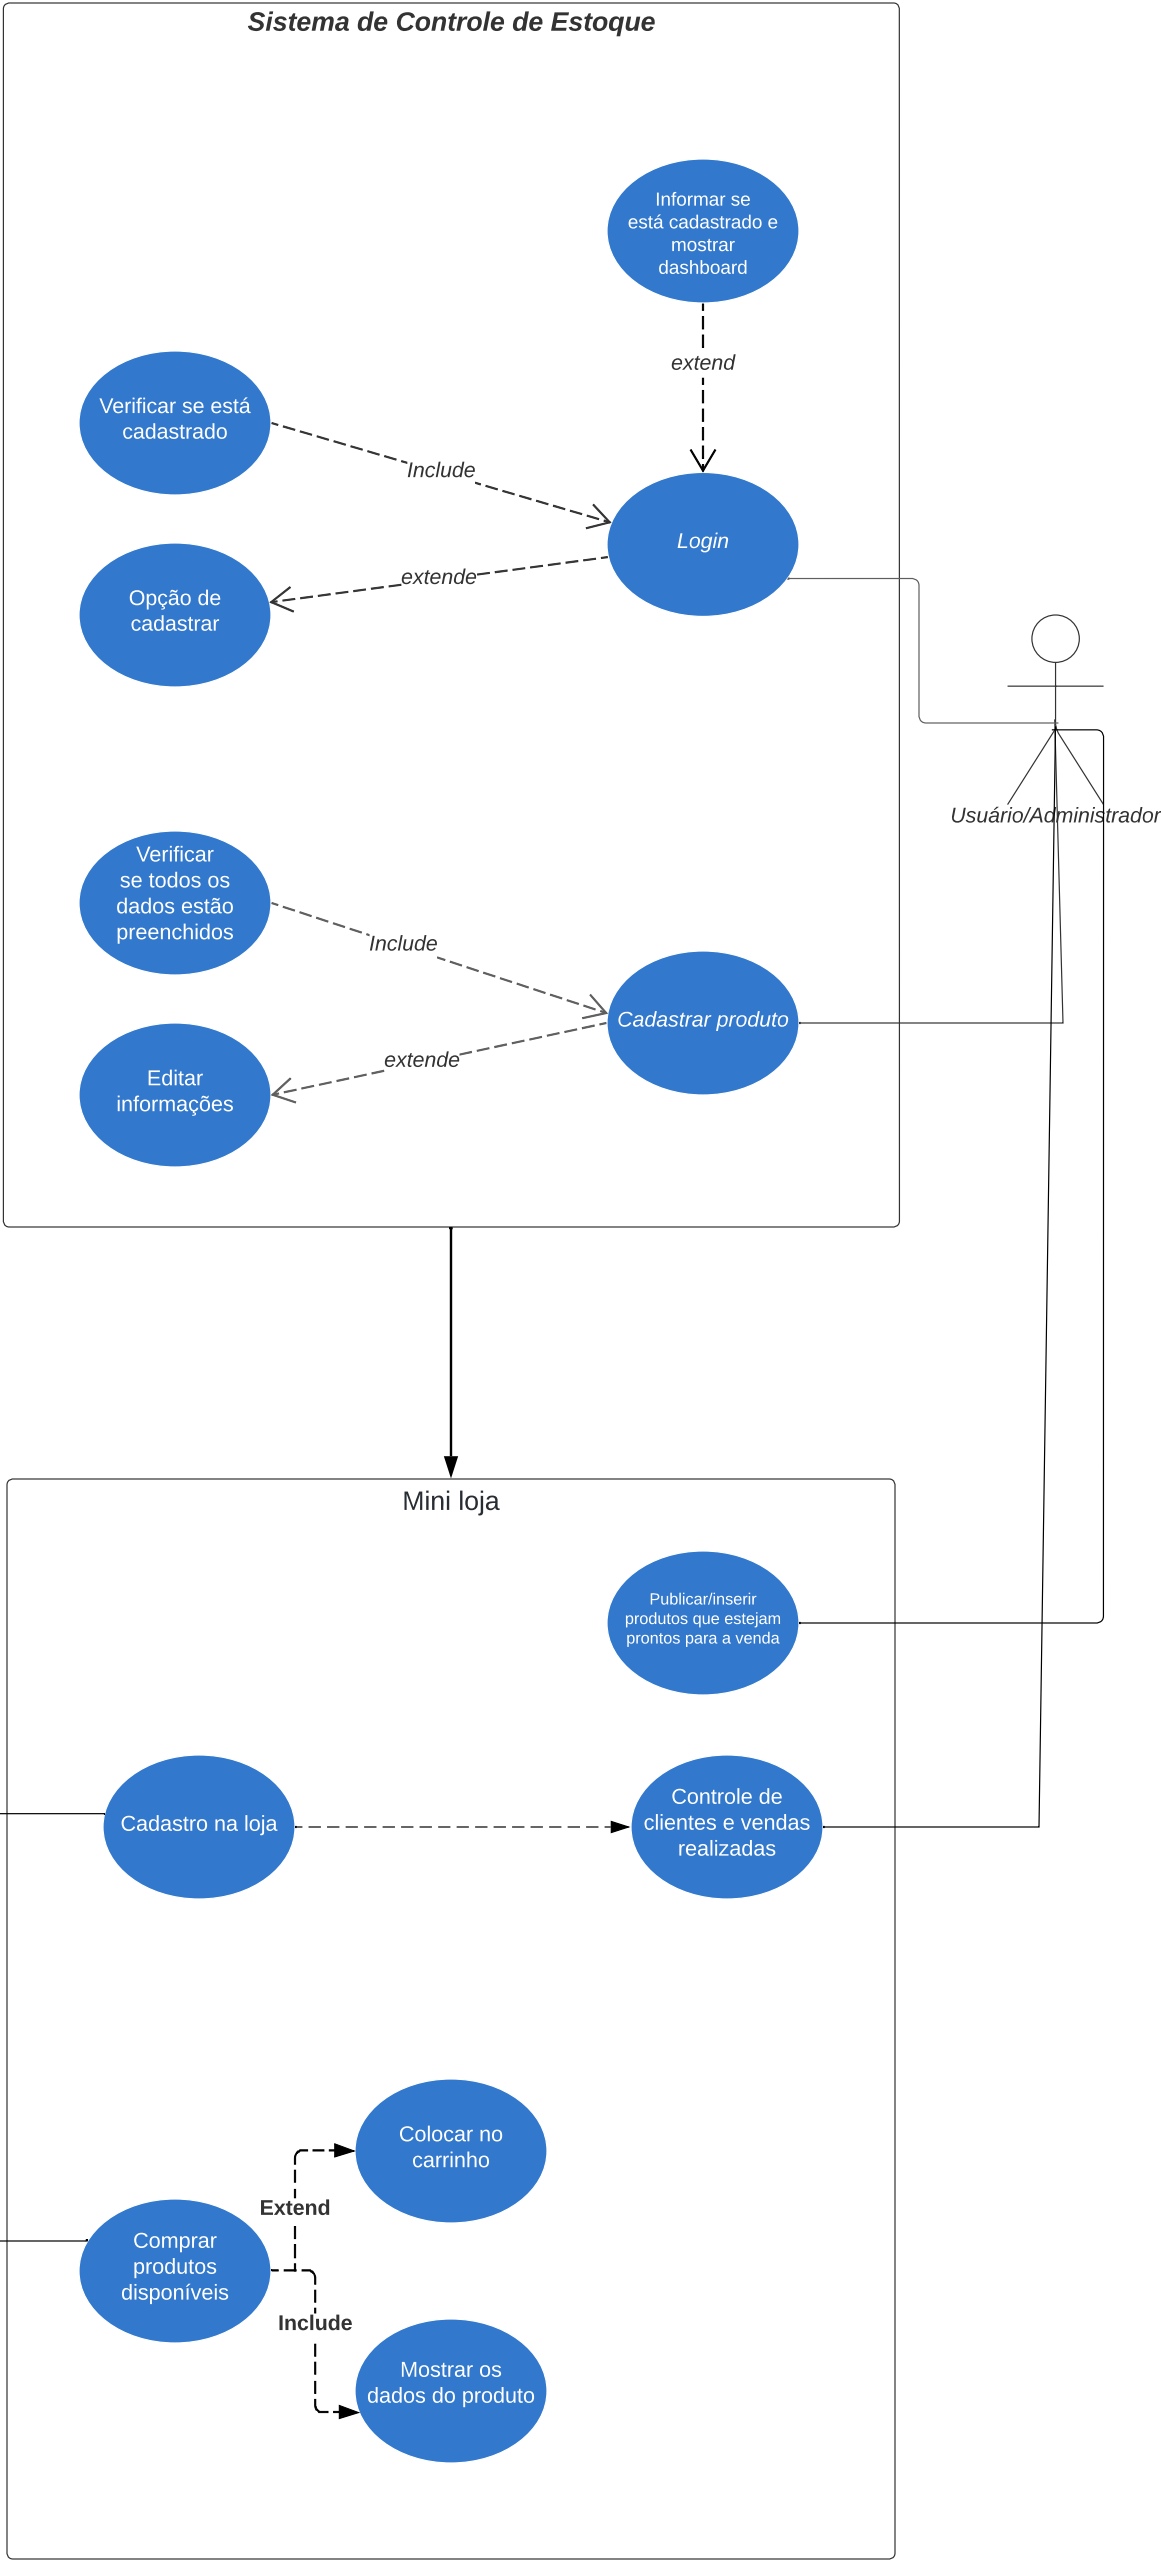 Sistema de Controle de Estoque
Informar se
está cadastrado e
mostrar
dashboard
extend
Verificar se está
cadastrado
Include
Login
extende
Opção de
cadastrar
Usuário/Administrador
Verificar
se todos os
dados estão
preenchidos
Include
Cadastrar produto
extende
Editar
informações
Mini loja
Publicar/inserir
produtos que estejam
prontos para a venda
Cadastro na loja
Controle de
clientes e vendas
realizadas
Colocar no
carrinho
Extend
Comprar
produtos
disponíveis
Include
Mostrar os
dados do produto